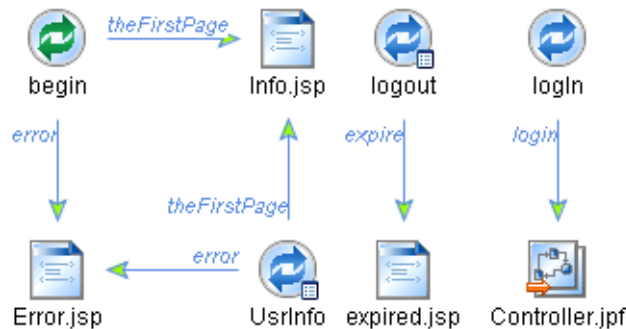 theFirstPage
begin
Info.jsp
logout
logIn
error
expire
login
theFirstPage
error
Error.jsp
UsrInfo
expired.jsp
Controller.jpf